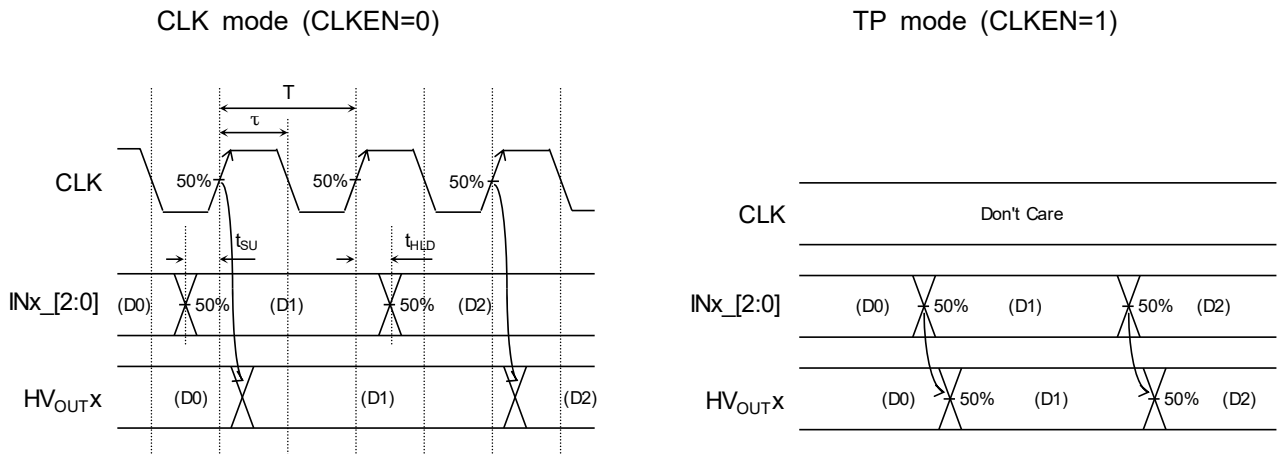 CLK mode (CLKEN=0)
TP mode (CLKEN=1)
T
τ
CLK
50%
50%
50%
tSU
tHLD
INx_[2:0]
(D0)
50%
(D1)
50%
(D2)
HVOUTx
(D0)
(D1)
(D2)
CLK
Don't Care
INx_[2:0]
(D0)
50%
(D1)
50%
(D2)
HVOUTx
(D0)
50%
(D1)
50%
(D2)